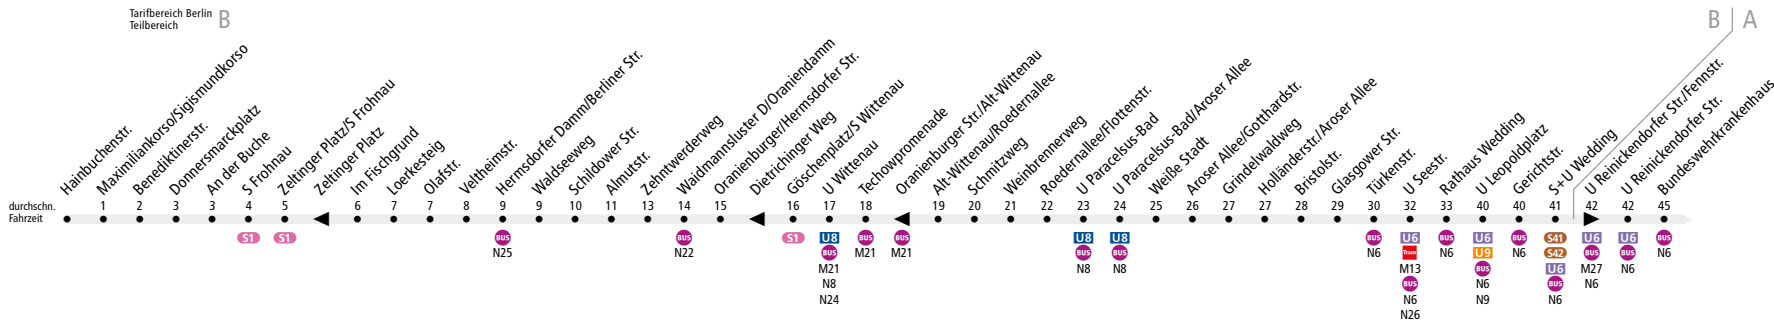 Tarifbereich Berlin B
Teilbereich
B A
Hainbuchenstr.
Maximiliankorso/Sigismundkorso
Benediktinerstr.
Donnersmarckplatz
An der Buche
S Frohnau
Zeltinger Platz/S Frohnau
Zeltinger Platz
Im Fischgrund
Loerkesteig
Olafstr.
Veltheimstr.
Hermsdorfer Damm/Berliner Str.
Waldseeweg
Schildower Str.
Almutstr.
Zehntwerderweg
Waidmannsluster D/Oraniendamm
Oranienburger/Hermsdorfer Str.
Dietrichinger Weg
Göschenplatz/S Wittenau
U Wittenau
Techowpromenade
Oranienburger Str./Alt-Wittenau
Alt-Wittenau/Roedernallee
Schmitzweg
Weinbrennerweg
Roedernallee/Flottenstr.
U Paracelsus-Bad
U Paracelsus-Bad/Aroser Allee
Weiße Stadt
Aroser Allee/Gotthardstr.
Grindelwaldweg
Holländerstr./Aroser Allee
Bristolstr.
Glasgower Str.
Türkenstr.
U Seestr.
Rathaus Wedding
U Leopoldplatz
Gerichtstr.
S+U Wedding
U Reinickendorfer Str./Fennstr.
U Reinickendorfer Str.
Bundeswehrkrankenhaus
durchschn. 1 2 3 3 4 5 6 7 7 8 9 9 10 11 13 14 15 16 17 18 19 20 21 22 23 24 25 26 27 27 28 29 30 32 33 40 40 41 42 42 45
Fahrzeit
S1 S1 BUS BUS S1 U8 BUS BUS U8 U8 BUS U6 BUS U6 BUS S41 U6 U6 BUS
N25 N22 BUS M21 M21 BUS BUS N6 Tram N6 U9 N6 S42 BUS BUS N6
M21 N8 N8 M13 BUS U6 M27 N6
N8 BUS N6 BUS N6
N24 N6 N9 N6
N26